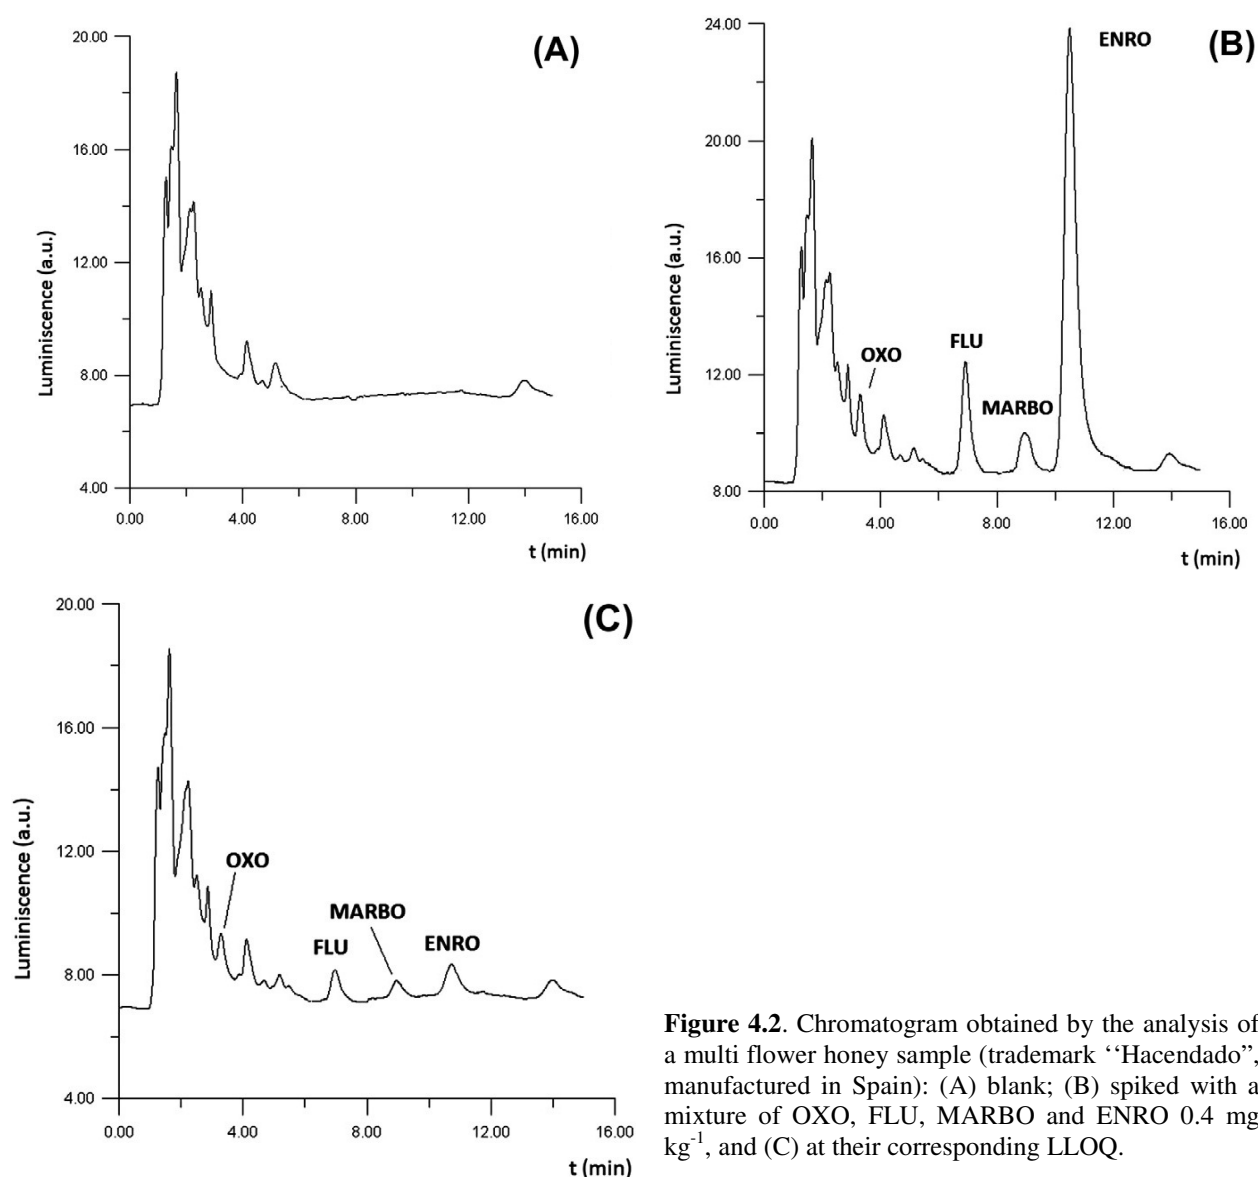 (A)
20.00
16.00
12.00
8.00
4.00
Luminiscence (a.u.)
0.00 4.00 8.00 12.00 16.00
t (min)
(B)
24.00
20.00
16.00
12.00
8.00
Luminiscence (a.u.)
ENRO
FLU
OXO
MARBO
0.00 4.00 8.00 12.00 16.00
t (min)
(C)
20.00
16.00
12.00
8.00
4.00
Luminiscence (a.u.)
OXO
MARBO
FLU
ENRO
0.00 4.00 8.00 12.00 16.00
t (min)
Figure 4.2. Chromatogram obtained by the analysis of
a multi flower honey sample (trademark ‘‘Hacendado”,
manufactured in Spain): (A) blank; (B) spiked with a
mixture of OXO, FLU, MARBO and ENRO 0.4 mg
kg⁻¹, and (C) at their corresponding LLOQ.